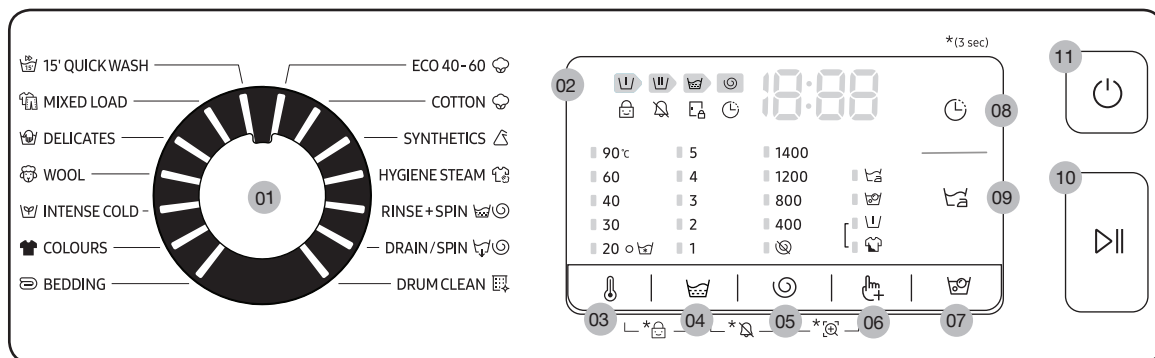 *(3 sec)
15' QUICK WASH
ECO 40-60
MIXED LOAD
COTTON
DELICATES
SYNTHETICS
WOOL
HYGIENE STEAM
INTENSE COLD
RINSE+SPIN
COLOURS
DRAIN/SPIN
BEDDING
DRUM CLEAN
01
02
18:88
90℃ 5 1400
60 4 1200
40 3 800
30 2 400
20 1
03 04 05 06 07
* * *
08
09
10
11